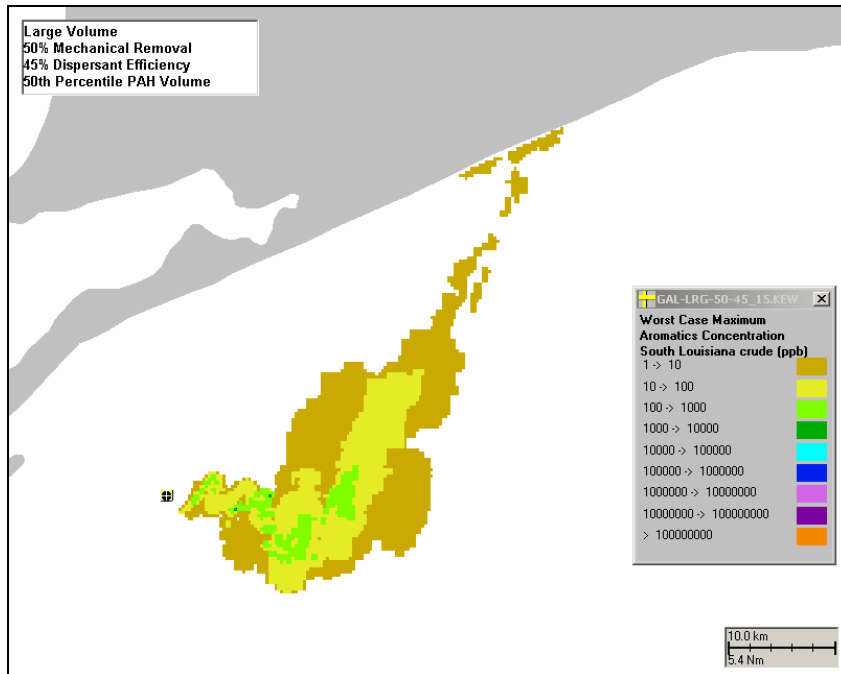 Large Volume
50% Mechanical Removal
45% Dispersant Efficiency
50th Percentile PAH Volume
GAL-LRG-50-45_15.KEW
Worst Case Maximum
Aromatics Concentration
South Louisiana crude (ppb)
1 -> 10
10 -> 100
100 -> 1000
1000 -> 10000
10000 -> 100000
100000 -> 1000000
1000000 -> 10000000
10000000 -> 100000000
> 100000000
10.0 km
5.4 Nm